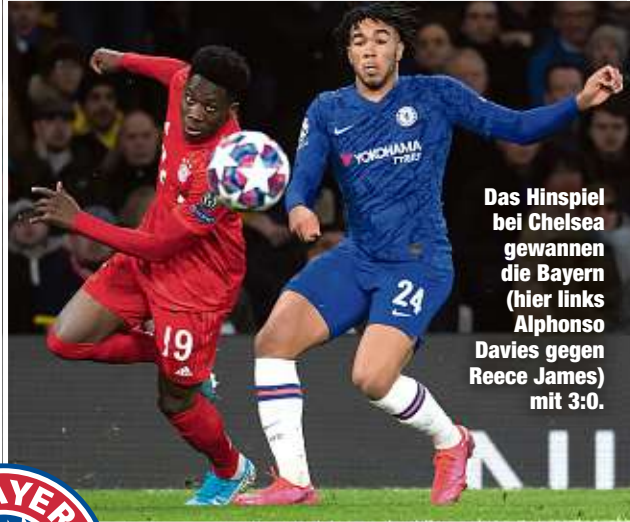 Das Hinspiel
bei Chelsea
gewannen
die Bayern
(hier links
Alphonso
Davies gegen
Reece James)
mit 3:0.
YOKOHAMA
TYRES
24
19
AYER